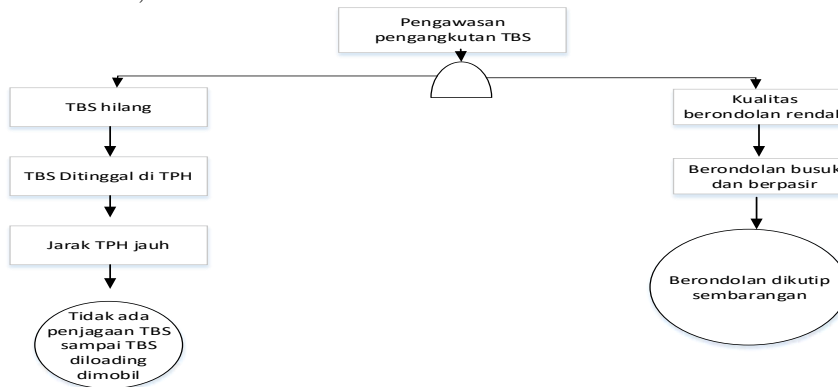 Pengawasan
pengangkutan TBS
TBS hilang
TBS Ditinggal di TPH
Jarak TPH jauh
Tidak ada
penjagaan TBS
sampai TBS
diloading
dimobil
Kualitas
berondolan rendah
Berondolan busuk
dan berpasir
Berondolan dikutip
sembarangan